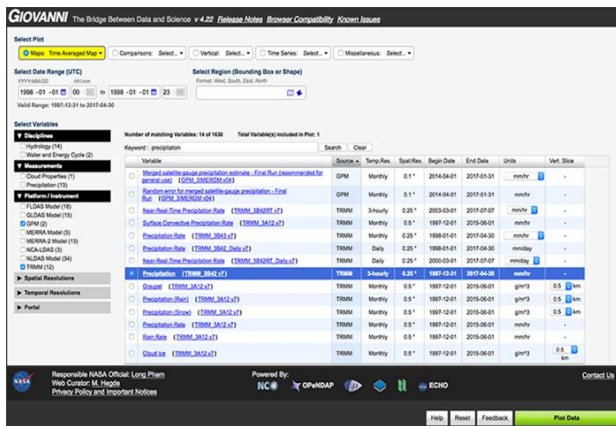 GIOVANNI The Bridge Between Data and Science v 4.22 Release Notes Browser Compatibility Known Issues
Select Plot
Maps: Time Averaged Map Comparisons: Select... Vertical: Select... Time Series: Select... Miscellaneous: Select...
Select Date Range (UTC) Select Region (Bounding Box or Shape)
YYYY-MM-DD HH:mm Format: West, South, East, North
1998 -01 -01 00 : to 1998 -01 -01 23 :
Valid Range: 1997-12-31 to 2017-04-30
Select Variables
Disciplines Number of matching Variables: 14 of 1638 Total Variable(s) included in Plot: 1
Hydrology (14)
Water and Energy Cycle (2) Keyword : precipitation Search Clear
Measurements
Cloud Properties (1)
Precipitation (13)
Platform/Instrument
FLDAS Model (18)
GLDAS Model (15)
GPM (2)
MERRA Model (5)
MERRA-2 Model (13)
NCA-LDAS (3)
NLDAS Model (34)
TRMM (12)
Spatial Resolutions
Temporal Resolutions
Portal
Variable Source Temp.Res. Spat.Res. Begin Date End Date Units Vert. Slice
Merged satellite-gauge precipitation estimate - Final Run (recommended for
general use) (GPM_3IMERGM v04) GPM Monthly 0.1 ° 2014-04-01 2017-01-31 mm/hr -
Random error for merged satellite-gauge precipitation - Final
Run (GPM_3IMERGM v04) GPM Monthly 0.1 ° 2014-04-01 2017-01-31 mm/hr -
Near-Real-Time Precipitation Rate (TRMM_3B42RT v7) TRMM 3-hourly 0.25 ° 2003-03-01 2017-07-07 mm/hr -
Surface Convective Precipitation Rate (TRMM_3A12 v7) TRMM Monthly 0.5 ° 1997-12-01 2015-06-01 mm/hr -
Precipitation Rate (TRMM_3B43 v7) TRMM Monthly 0.25 ° 1998-01-01 2017-04-30 mm/hr -
Precipitation (TRMM_3B42_Daily v7) TRMM Daily 0.25 ° 1998-01-01 2017-04-30 mm/day -
Near-Real-Time Precipitation Rate (TRMM_3B42RT_Daily v7) TRMM Daily 0.25 ° 2000-03-01 2017-07-07 mm/day -
Precipitation (TRMM_3B42 v7) TRMM 3-hourly 0.25 ° 1997-12-31 2017-04-30 mm/hr -
Graupel (TRMM_3A12 v7) TRMM Monthly 0.5 ° 1997-12-01 2015-06-01 g/m^3 0.5 km
Precipitation (Rain) (TRMM_3A12 v7) TRMM Monthly 0.5 ° 1997-12-01 2015-06-01 g/m^3 0.5 km
Precipitation (Snow) (TRMM_3A12 v7) TRMM Monthly 0.5 ° 1997-12-01 2015-06-01 g/m^3 0.5 km
Precipitation Rate (TRMM_3A12 v7) TRMM Monthly 0.5 ° 1997-12-01 2015-06-01 mm/hr -
Rain Rate (TRMM_3A12 v7) TRMM Monthly 0.5 ° 1997-12-01 2015-06-01 mm/hr -
Cloud Ice (TRMM_3A12 v7) TRMM Monthly 0.5 ° 1997-12-01 2015-06-01 g/m^3 0.5
km
NASA Responsible NASA Official: Long Pham Powered By: Contact Us
Web Curator: M. Hegde NCO OPeNDAP ECHO
Privacy Policy and Important Notices
Help Reset Feedback Plot Data